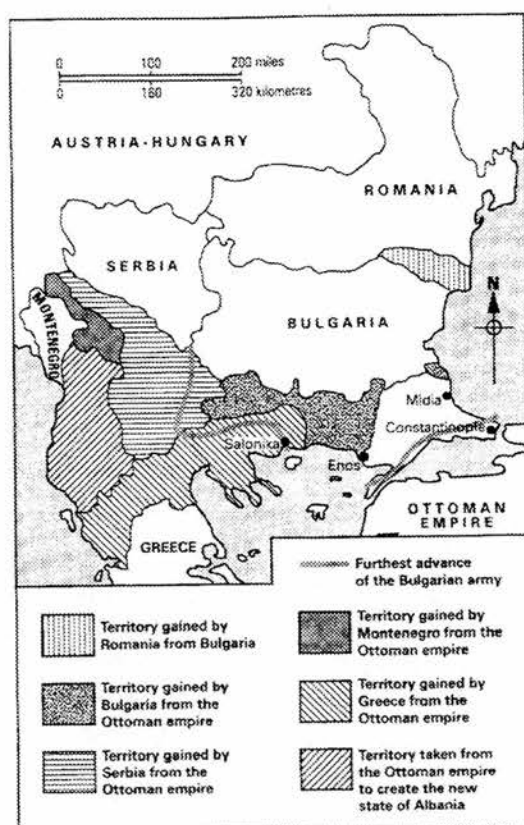 0 100 200 miles
0 160 320 kilometres
AUSTRIA-HUNGARY
ROMANIA
SERBIA
MONTENEGRO
BULGARIA
N
Midia
Constantinople
Salonika
Enos
OTTOMAN
EMPIRE
GREECE
Furthest advance
of the Bulgarian army
Territory gained by
Romania from Bulgaria
Territory gained by
Montenegro from the
Ottoman empire
Territory gained by
Bulgaria from the
Ottoman empire
Territory gained by
Greece from the
Ottoman empire
Territory gained by
Serbia from the
Ottoman empire
Territory taken from
the Ottoman empire
to create the new
state of Albania